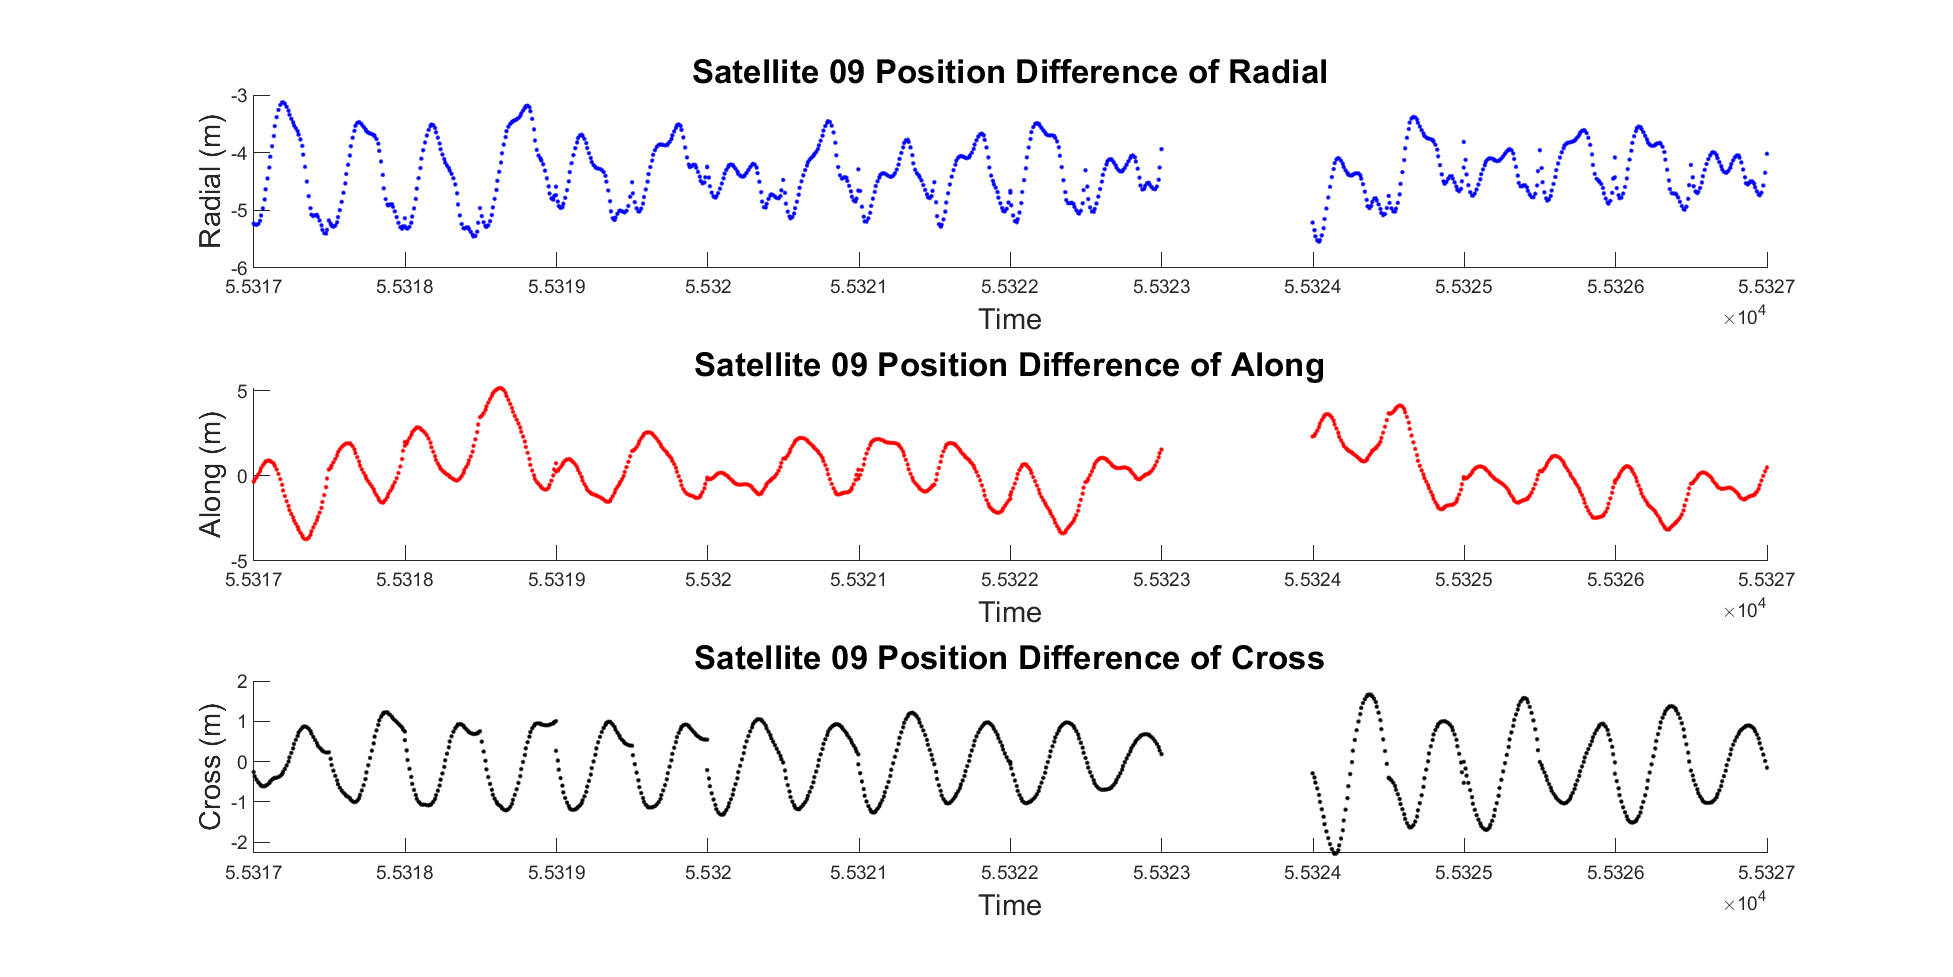 Satellite 09 Position Difference of Radial
Radial (m)
-3
-4
-5
-6
5.5317 5.5318 5.5319 5.532 5.5321 5.5322 5.5323 5.5324 5.5325 5.5326 5.5327
Time
×10^4
Satellite 09 Position Difference of Along
Along (m)
5
0
-5
5.5317 5.5318 5.5319 5.532 5.5321 5.5322 5.5323 5.5324 5.5325 5.5326 5.5327
Time
×10^4
Satellite 09 Position Difference of Cross
Cross (m)
2
1
0
-1
-2
5.5317 5.5318 5.5319 5.532 5.5321 5.5322 5.5323 5.5324 5.5325 5.5326 5.5327
Time
×10^4